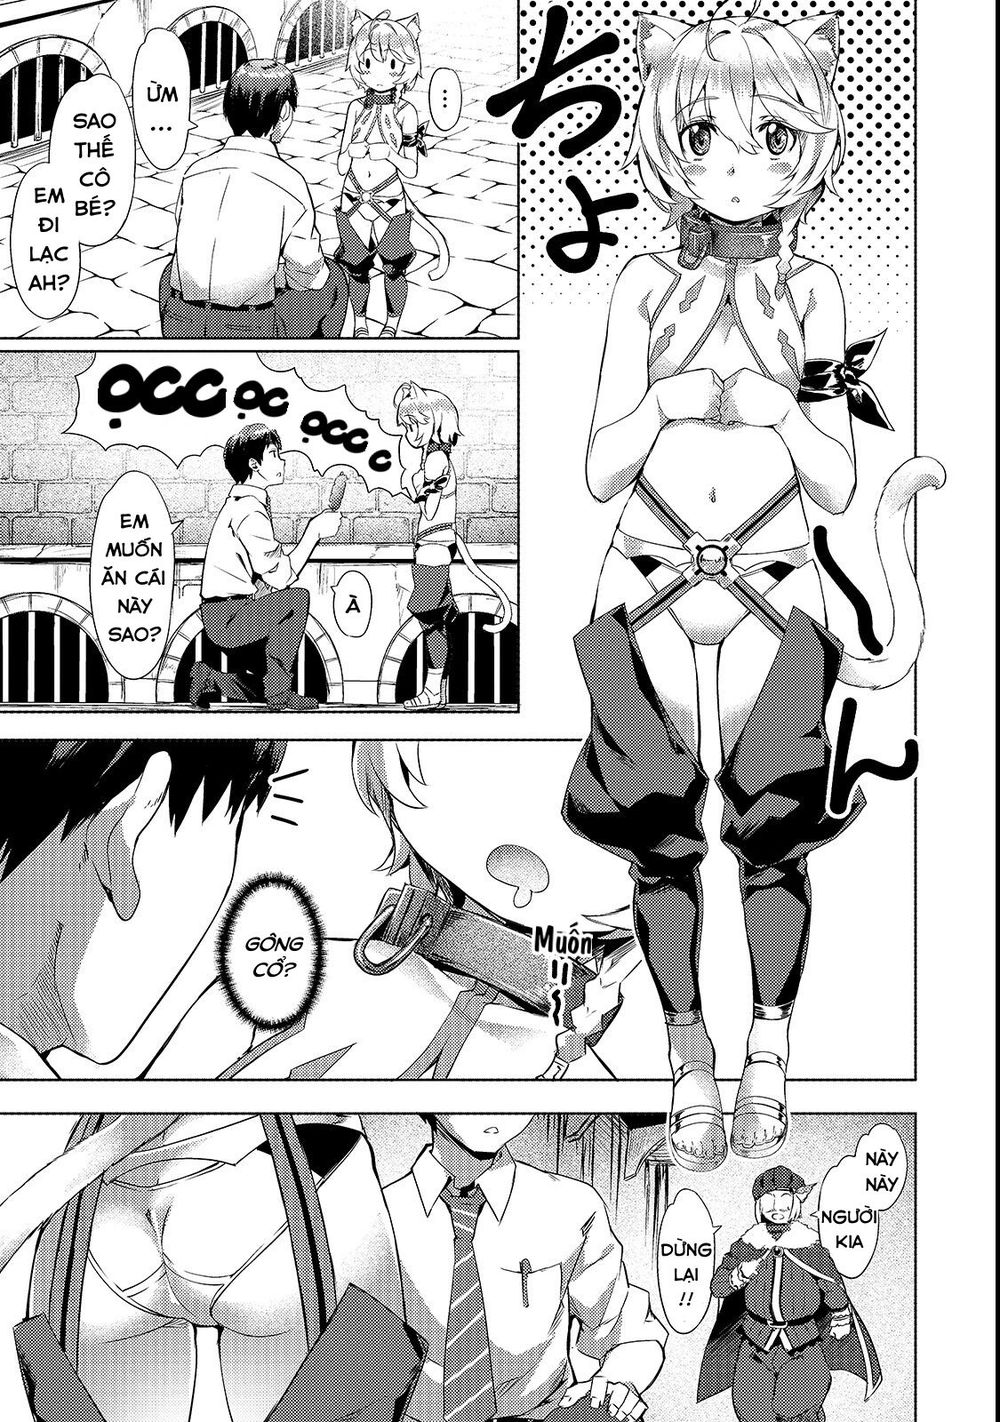 ちょ
ーん
ỪM
...
SAO
THẾ
CÔ
BÉ?
EM
ĐI
LẠC
AH?
...
ỌCC ỌC ỌCC C
EM
MUỐN
ĂN CÁI
NÀY
SAO?
À
GÔNG
CỔ?
Muốn
!!
NÀY
NÀY
NGƯỜI
KIA
DỪNG
LẠI
!!